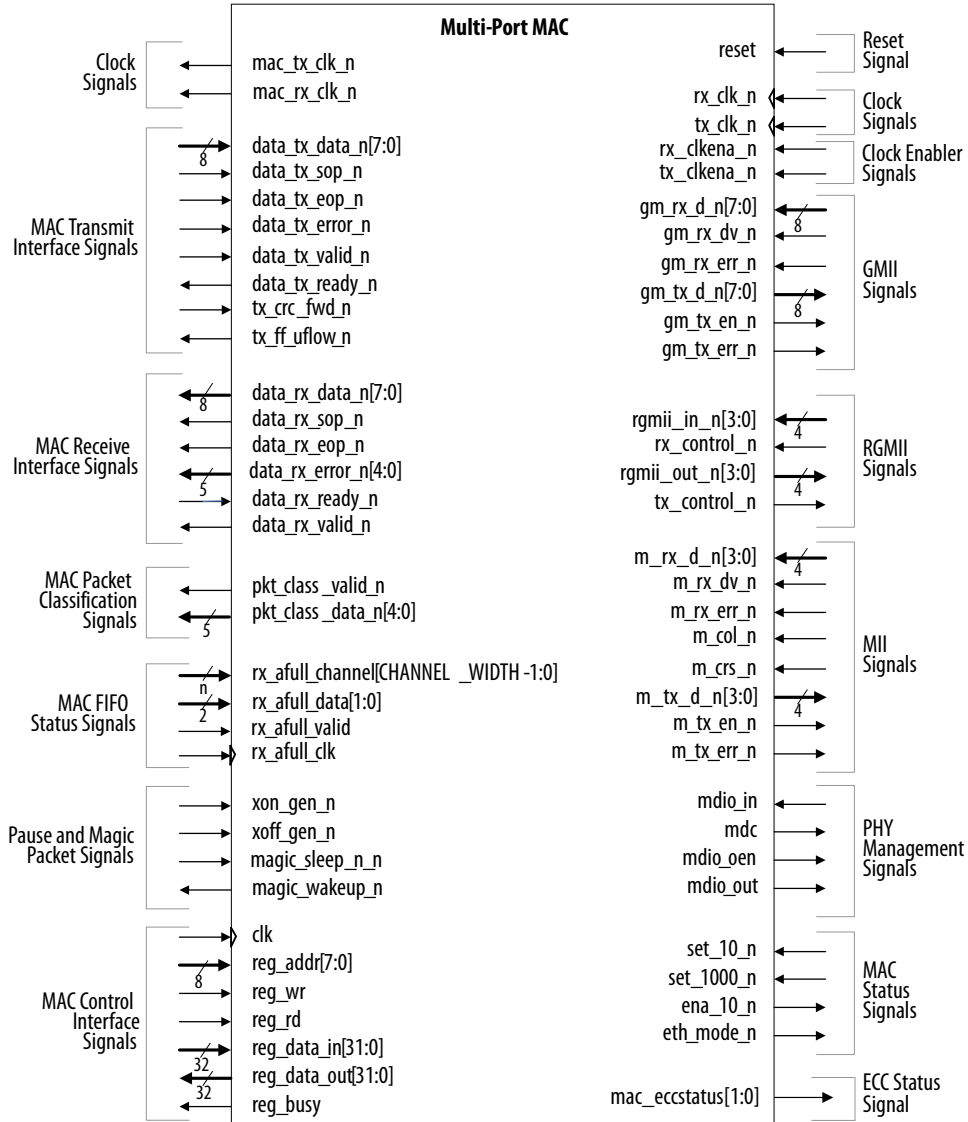 Multi-Port MAC
Clock
Signals
mac_tx_clk_n
mac_rx_clk_n
MAC Transmit
Interface Signals
8
data_tx_data_n[7:0]
data_tx_sop_n
data_tx_eop_n
data_tx_error_n
data_tx_valid_n
data_tx_ready_n
tx_crc_fwd_n
tx_ff_uflow_n
MAC Receive
Interface Signals
8
data_rx_data_n[7:0]
data_rx_sop_n
data_rx_eop_n
5
data_rx_error_n[4:0]
data_rx_ready_n
data_rx_valid_n
MAC Packet
Classification
Signals
pkt_class_valid_n
5
pkt_class_data_n[4:0]
MAC FIFO
Status Signals
n
rx_afull_channel[CHANNEL_WIDTH-1:0]
2
rx_afull_data[1:0]
rx_afull_valid
rx_afull_clk
Pause and Magic
Packet Signals
xon_gen_n
xoff_gen_n
magic_sleep_n_n
magic_wakeup_n
MAC Control
Interface
Signals
clk
8
reg_addr[7:0]
reg_wr
reg_rd
32
reg_data_in[31:0]
32
reg_data_out[31:0]
reg_busy
reset
Reset
Signal
rx_clk_n
tx_clk_n
Clock
Signals
rx_clkena_n
tx_clkena_n
Clock Enabler
Signals
gm_rx_d_n[7:0]
8
gm_rx_dv_n
gm_rx_err_n
gm_tx_d_n[7:0]
8
gm_tx_en_n
gm_tx_err_n
GMII
Signals
rgmii_in_n[3:0]
4
rx_control_n
rgmii_out_n[3:0]
4
tx_control_n
RGMII
Signals
m_rx_d_n[3:0]
4
m_rx_dv_n
m_rx_err_n
m_col_n
m_crs_n
m_tx_d_n[3:0]
4
m_tx_en_n
m_tx_err_n
MII
Signals
mdio_in
mdc
mdio_oen
mdio_out
PHY
Management
Signals
set_10_n
set_1000_n
ena_10_n
eth_mode_n
MAC
Status
Signals
mac_eccstatus[1:0]
ECC Status
Signal